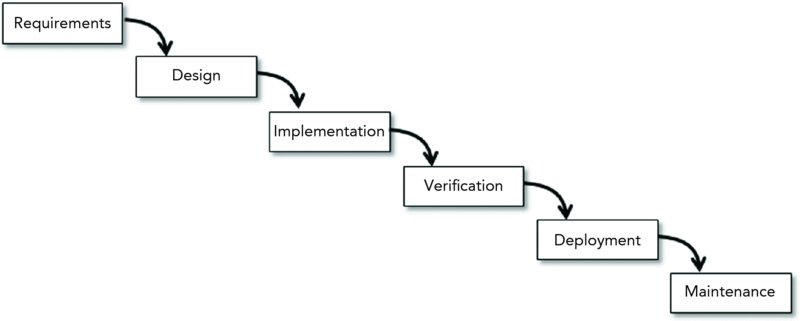 Requirements
Design
Implementation
Verification
Deployment
Maintenance